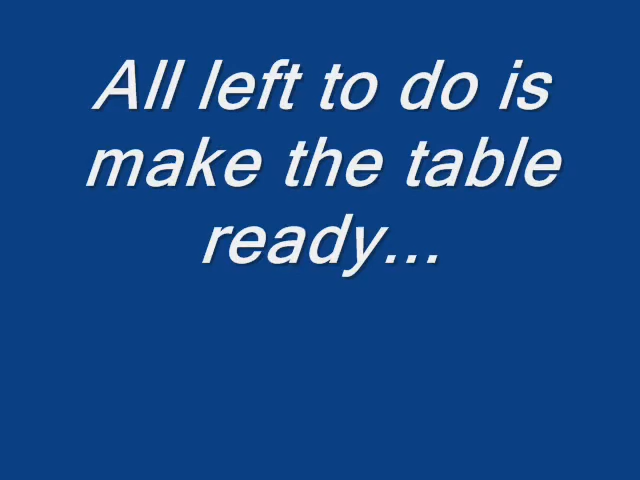 All left to do is
make the table
ready...